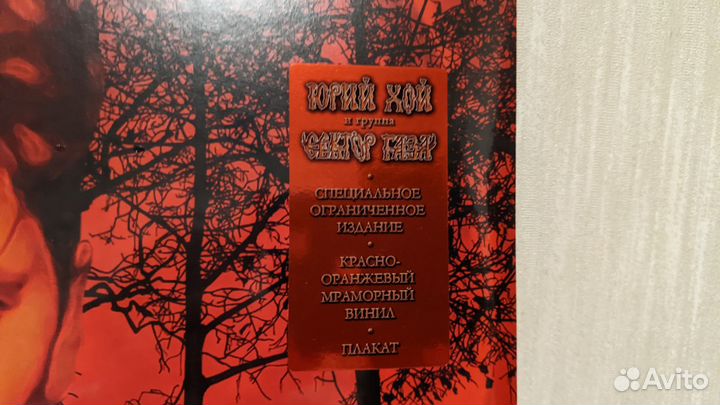 ЮРИЙ ХОЙ
и группа
"СЕКТОР ГАЗА"
СПЕЦИАЛЬНОЕ
ОГРАНИЧЕННОЕ
ИЗДАНИЕ
КРАСНО-
ОРАНЖЕВЫЙ
МРАМОРНЫЙ
ВИНИЛ
ПЛАКАТ
Avito